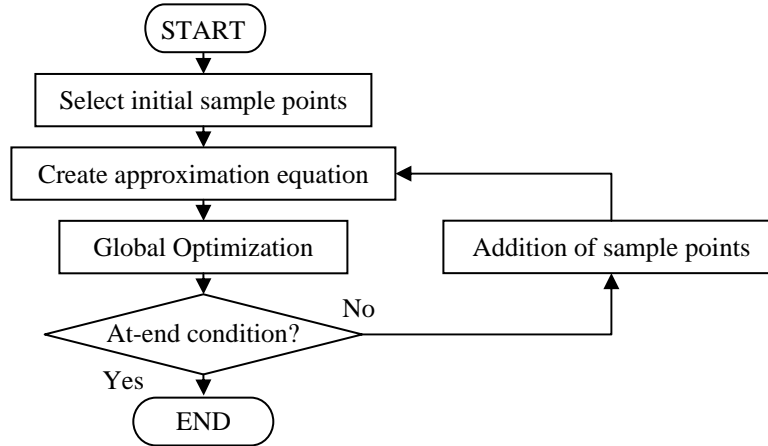 START
Select initial sample points
Create approximation equation
Global Optimization
Addition of sample points
At-end condition?
No
Yes
END